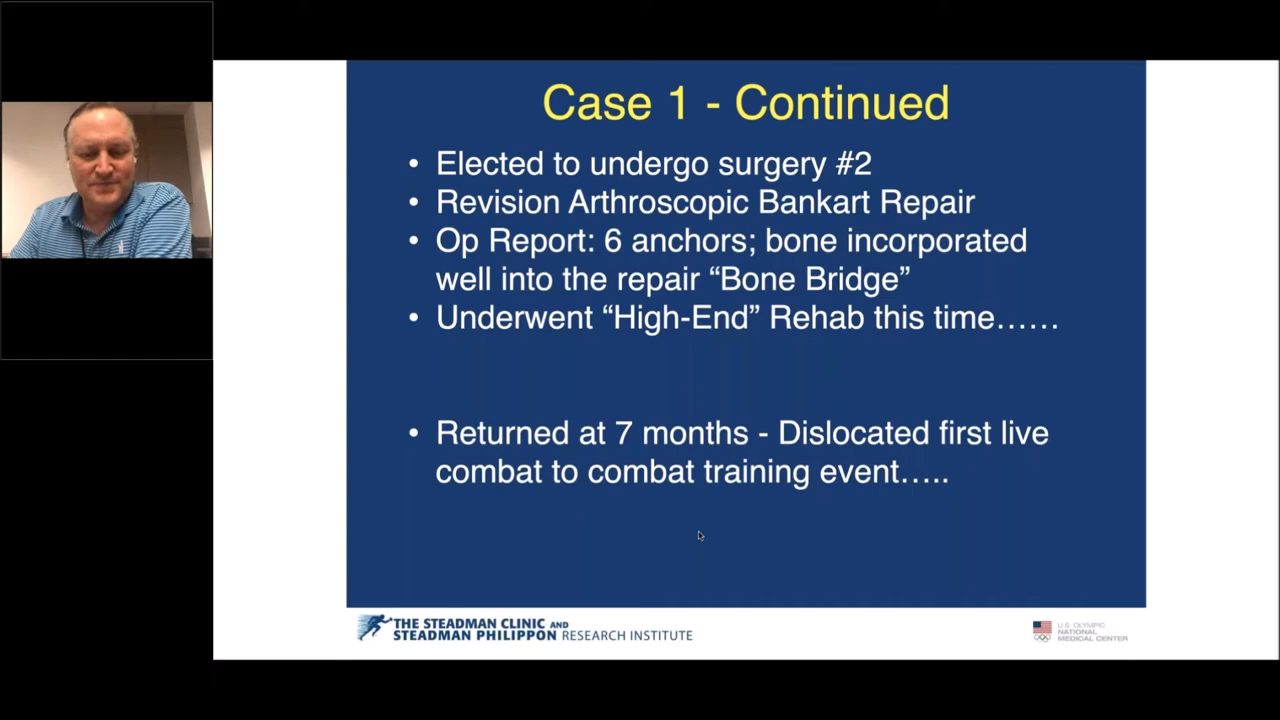 Case 1 - Continued
• Elected to undergo surgery #2
• Revision Arthroscopic Bankart Repair
• Op Report: 6 anchors; bone incorporated
well into the repair “Bone Bridge”
• Underwent “High-End” Rehab this time……
• Returned at 7 months - Dislocated first live
combat to combat training event…..
THE STEADMAN CLINIC AND
STEADMAN PHILIPPON RESEARCH INSTITUTE
U.S. OLYMPIC
NATIONAL
MEDICAL CENTER